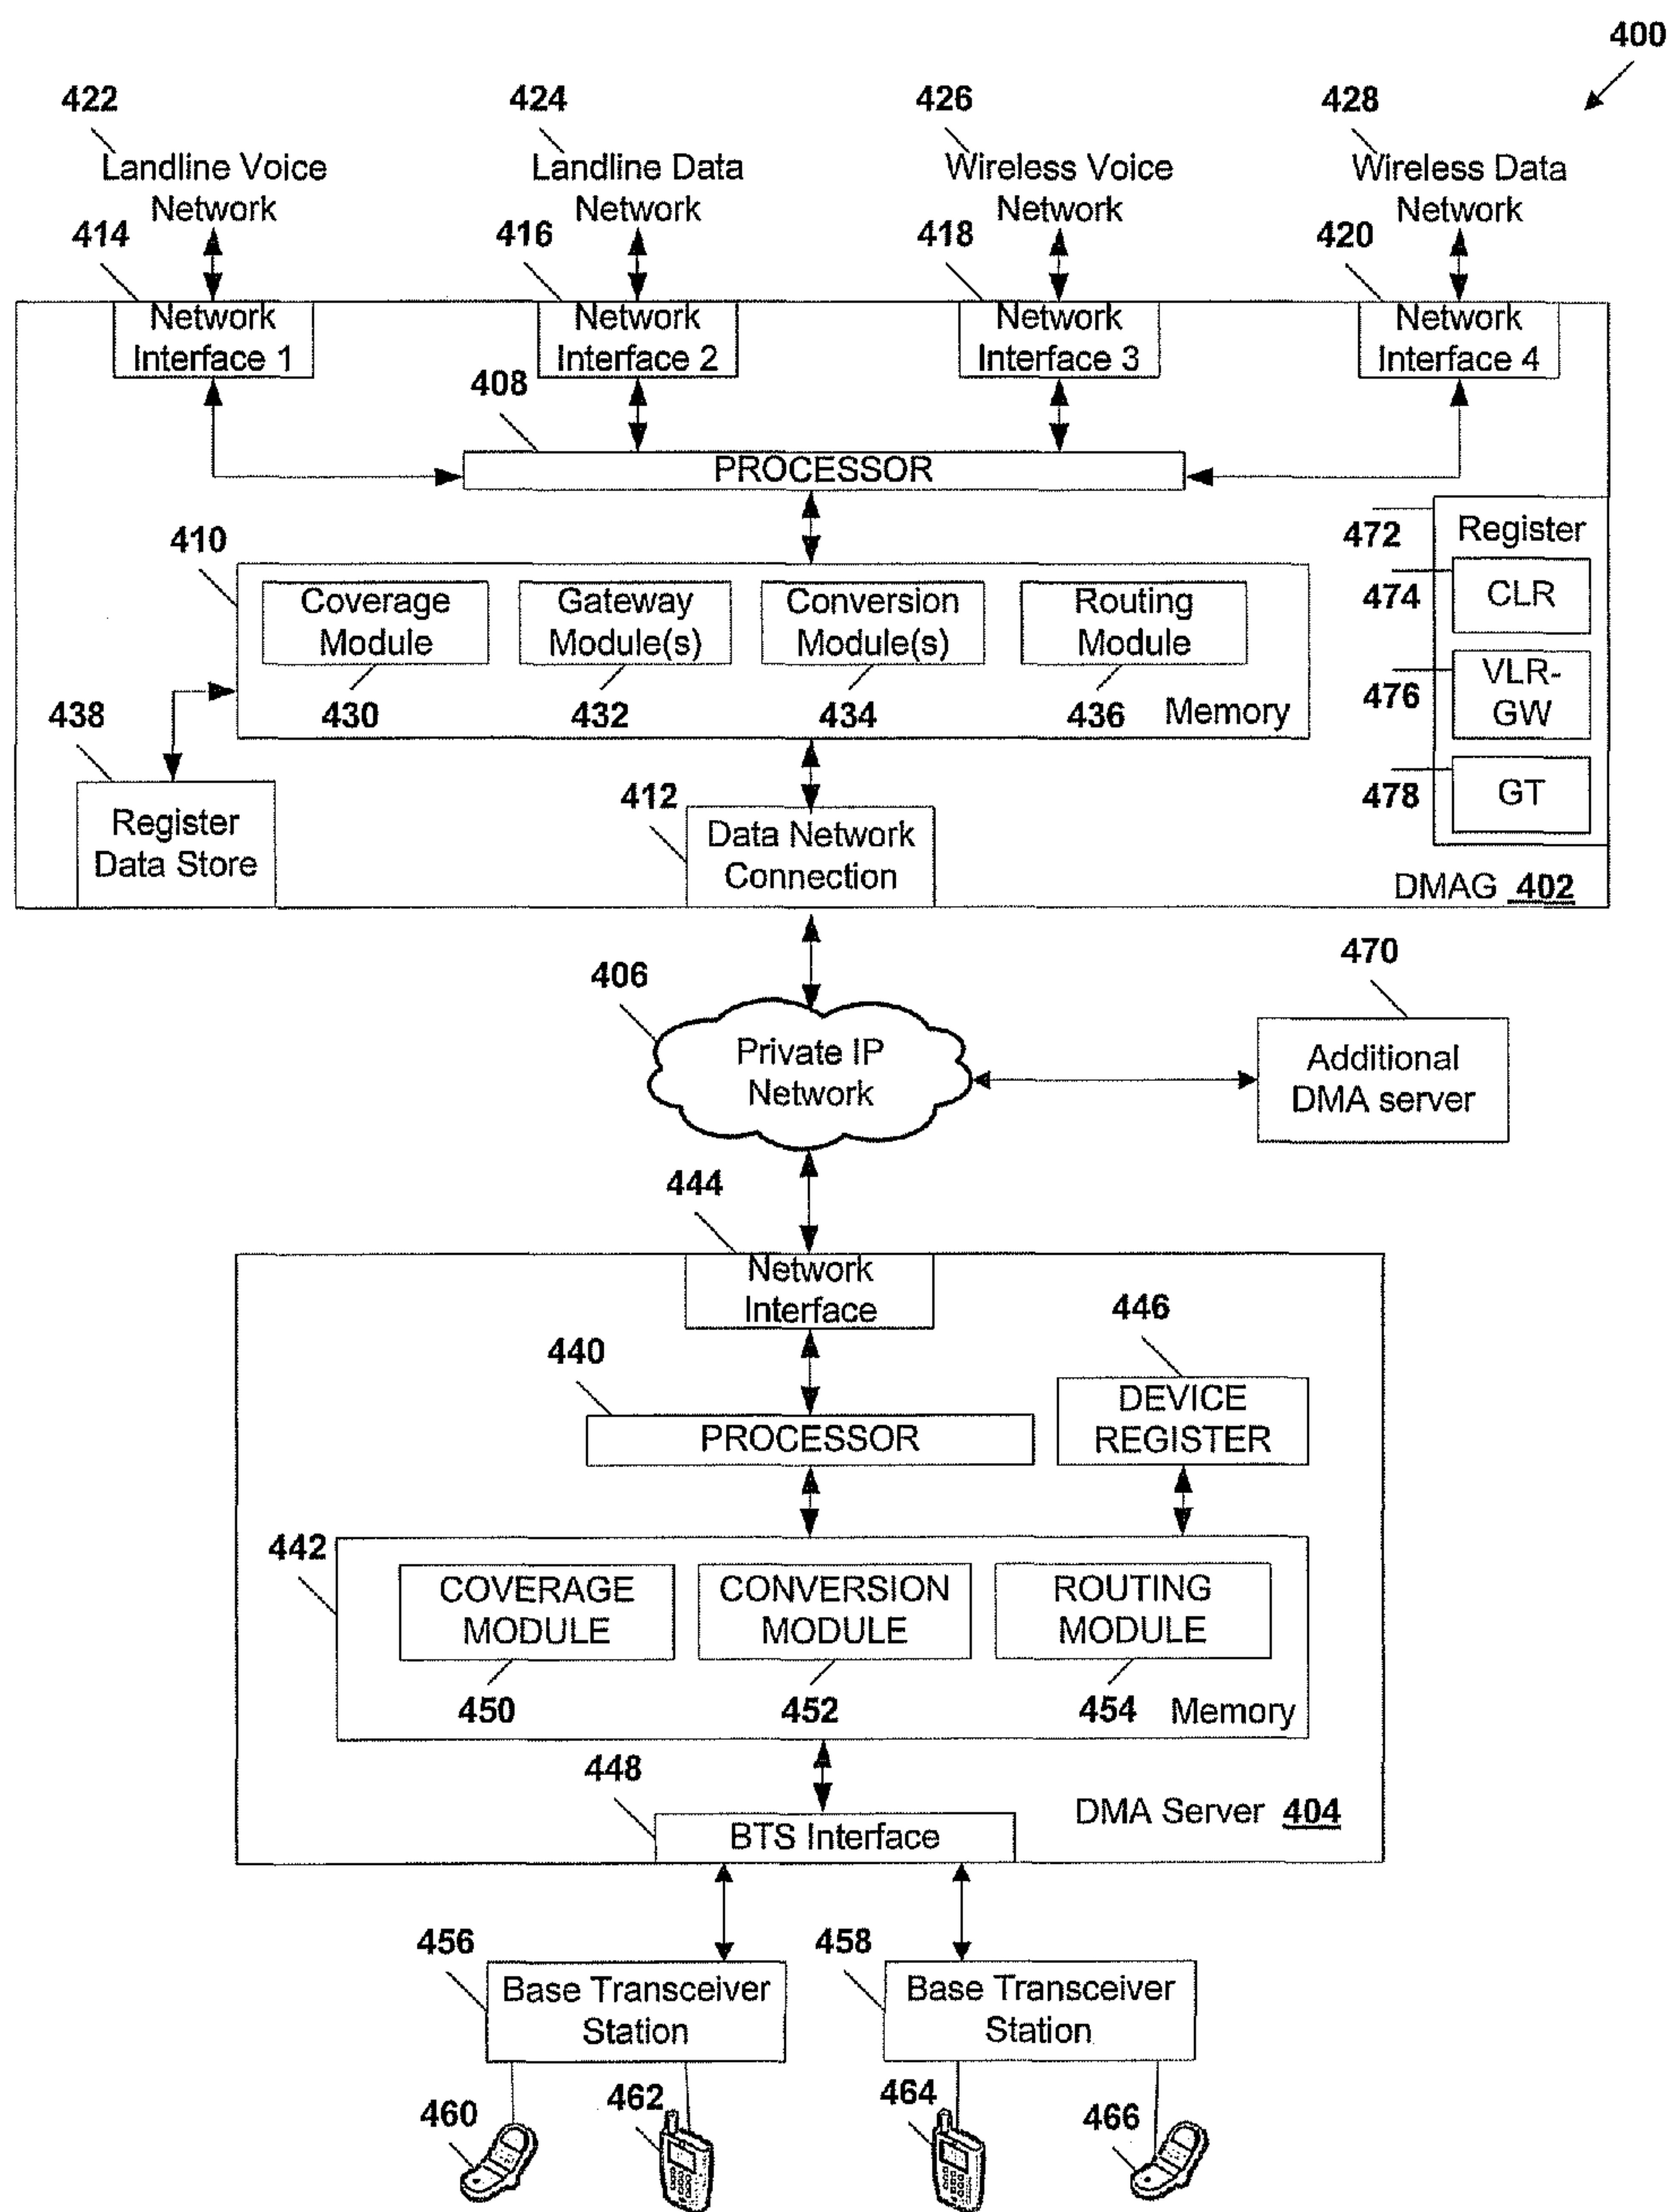 400
422
424
426
428
Landline Voice
Network
Landline Data
Network
Wireless Voice
Network
Wireless Data
Network
414
416
418
420
Network
Interface 1
Network
Interface 2
Network
Interface 3
Network
Interface 4
408
PROCESSOR
410
Coverage
Module
Gateway
Module(s)
Conversion
Module(s)
Routing
Module
430
432
434
436
Memory
472
Register
474
CLR
476
VLR-
GW
478
GT
438
Register
Data Store
412
Data Network
Connection
DMAG 402
406
Private IP
Network
470
Additional
DMA server
444
Network
Interface
440
PROCESSOR
446
DEVICE
REGISTER
442
COVERAGE
MODULE
CONVERSION
MODULE
ROUTING
MODULE
450
452
454
Memory
448
BTS Interface
DMA Server 404
456
Base Transceiver
Station
458
Base Transceiver
Station
460
462
464
466